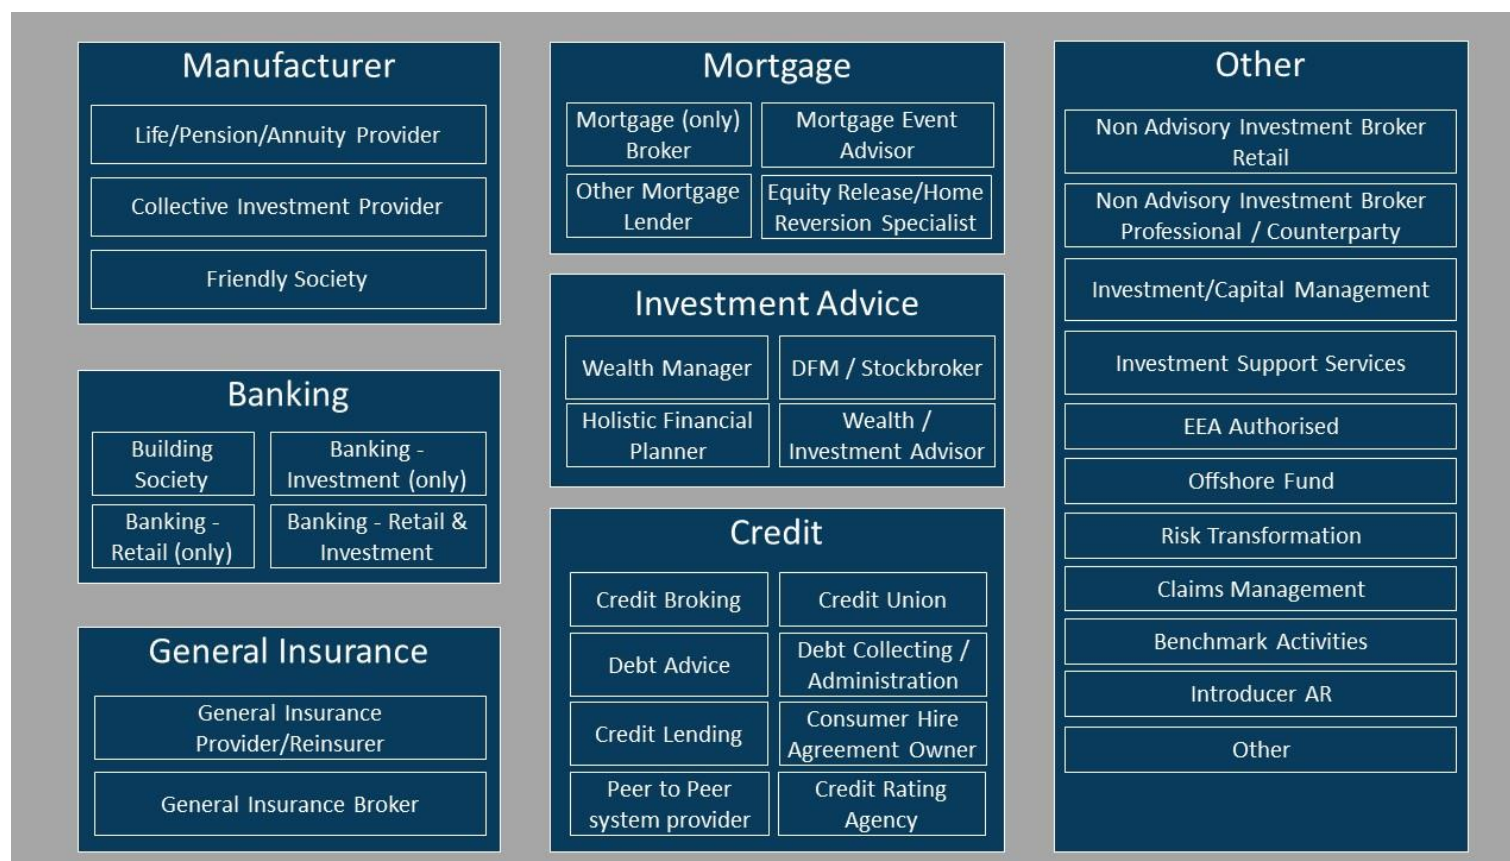 Manufacturer
Life/Pension/Annuity Provider
Collective Investment Provider
Friendly Society
Banking
Building
Society
Banking -
Investment (only)
Banking -
Retail (only)
Banking - Retail &
Investment
General Insurance
General Insurance
Provider/Reinsurer
General Insurance Broker
Mortgage
Mortgage (only)
Broker
Mortgage Event
Advisor
Other Mortgage
Lender
Equity Release/Home
Reversion Specialist
Investment Advice
Wealth Manager
DFM / Stockbroker
Holistic Financial
Planner
Wealth /
Investment Advisor
Credit
Credit Broking
Credit Union
Debt Advice
Debt Collecting /
Administration
Credit Lending
Consumer Hire
Agreement Owner
Peer to Peer
system provider
Credit Rating
Agency
Other
Non Advisory Investment Broker
Retail
Non Advisory Investment Broker
Professional / Counterparty
Investment/Capital Management
Investment Support Services
EEA Authorised
Offshore Fund
Risk Transformation
Claims Management
Benchmark Activities
Introducer AR
Other